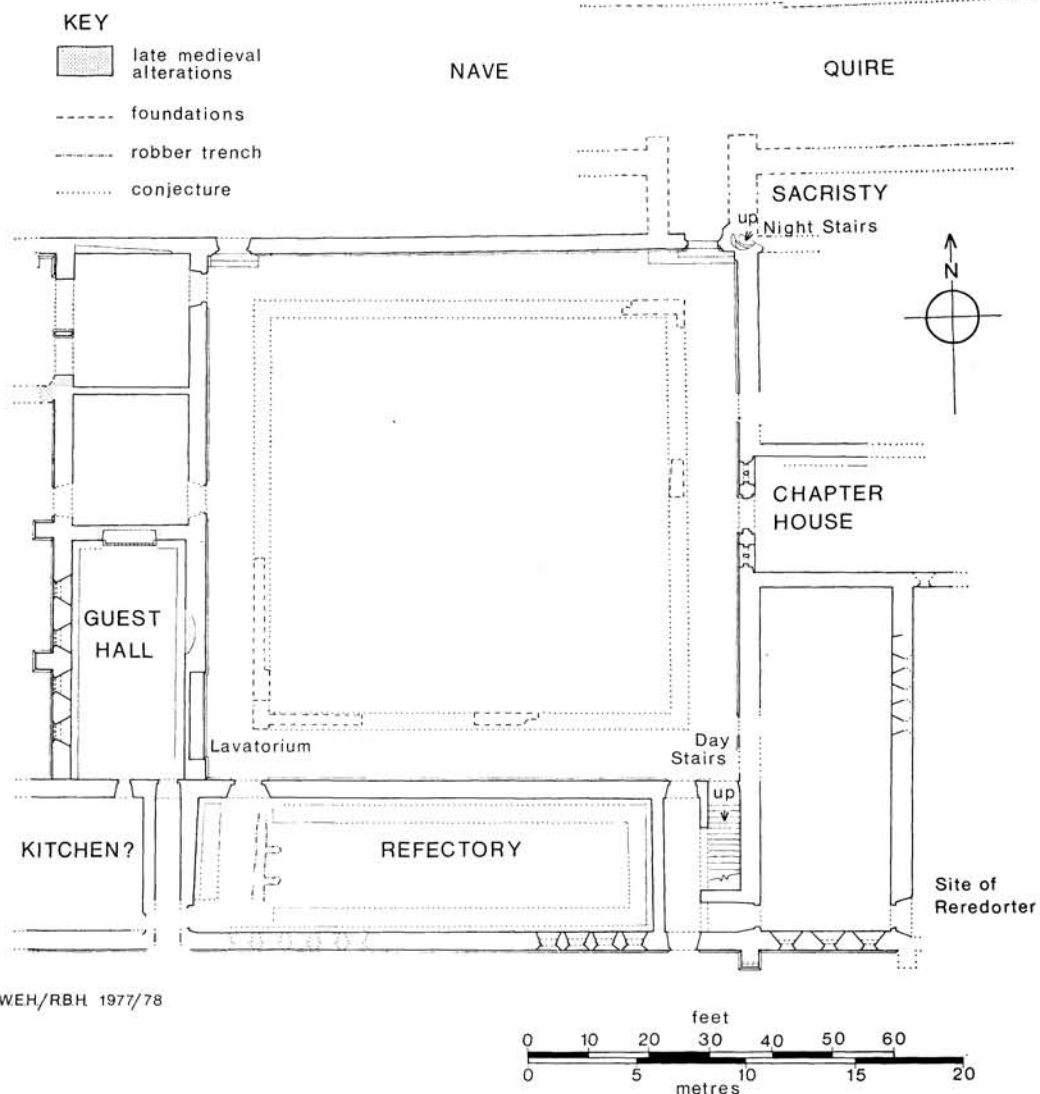 KEY
late medieval
alterations
foundations
robber trench
conjecture
NAVE
QUIRE
SACRISTY
up
Night Stairs
N
CHAPTER
HOUSE
GUEST
HALL
Lavatorium
Day
Stairs
up
KITCHEN?
REFECTORY
Site of
Reredorter
W.E.H./R.B.H. 1977/78
feet
0 10 20 30 40 50 60
0 5 10 15 20
metres